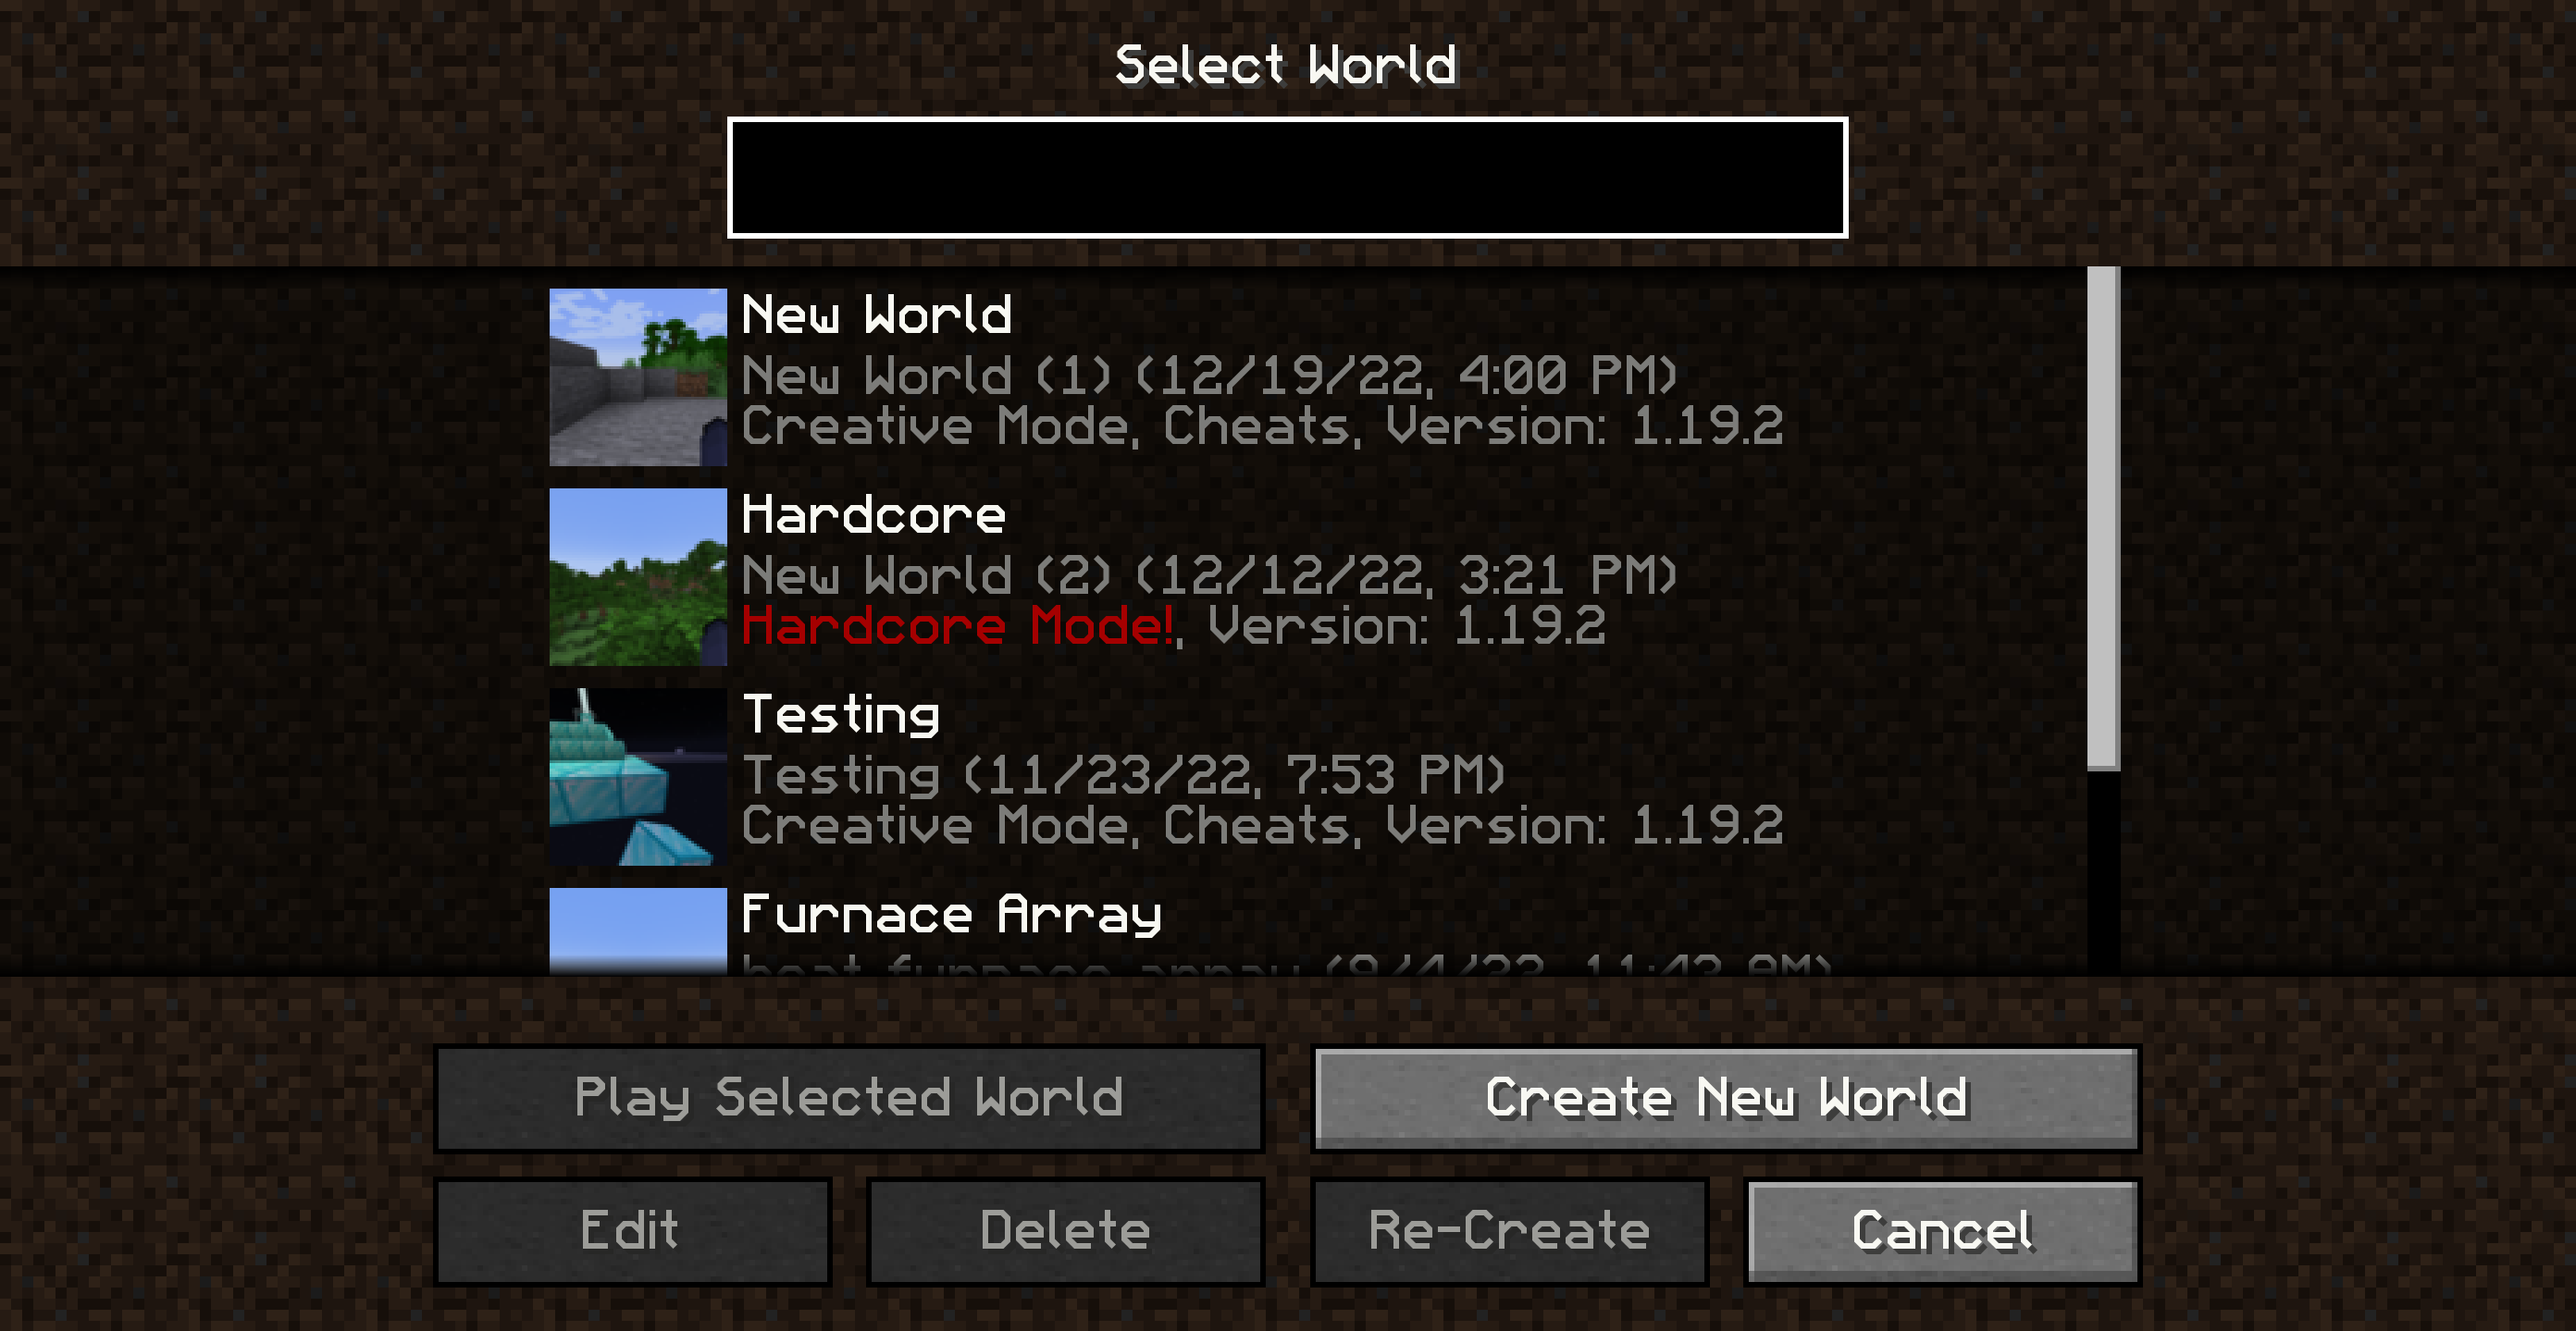 Select World
New World
New World (1) (12/19/22, 4:00 PM)
Creative Mode, Cheats, Version: 1.19.2
Hardcore
New World (2) (12/12/22, 3:21 PM)
Hardcore Mode!, Version: 1.19.2
Testing
Testing (11/23/22, 7:53 PM)
Creative Mode, Cheats, Version: 1.19.2
Furnace Array
furnace array
Play Selected World
Create New World
Edit
Delete
Re-Create
Cancel